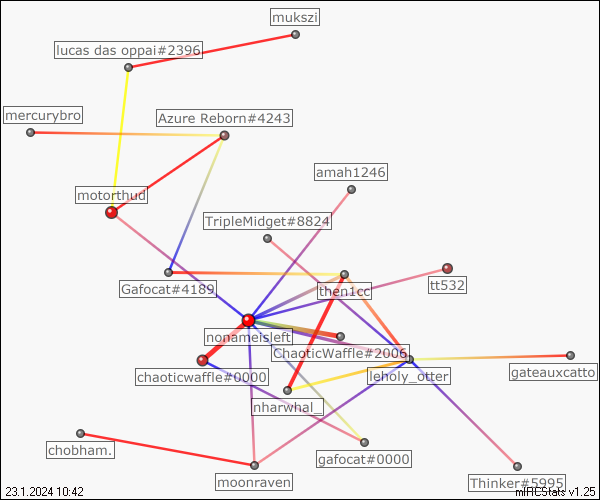 mukszi
lucas das oppai#2396
mercurybro
Azure Reborn#4243
amah1246
motorthud
TripleMidget#8824
then1cc
tt532
Gafocat#4189
nonameisleft
ChaoticWaffle#2006
chaoticwaffle#0000
leholy_otter
gateauxcatto
nharwhal_
chobham.
gafocat#0000
moonraven
Thinker#5995
23.1.2024 10:42
mIRCStats v1.25